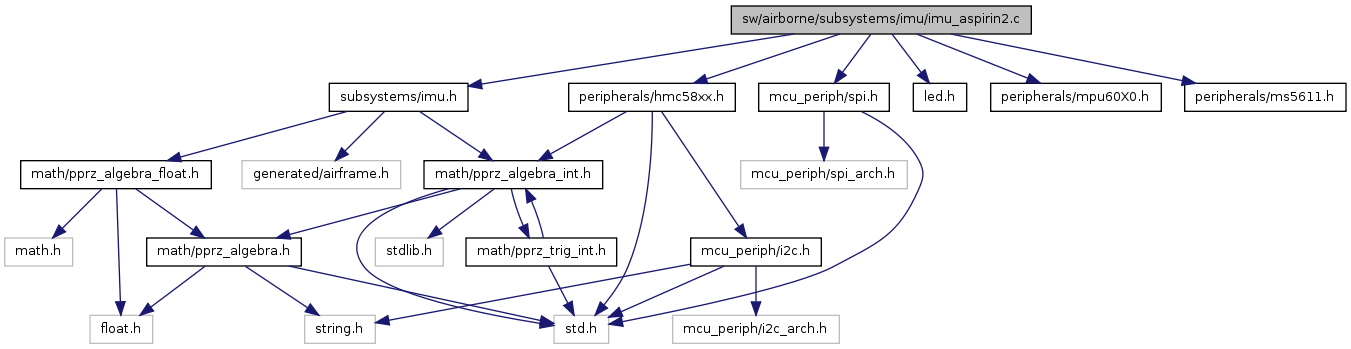 sw/airborne/subsystems/imu/imu_aspirin2.c
subsystems/imu.h
peripherals/hmc58xx.h
mcu_periph/spi.h
led.h
peripherals/mpu60X0.h
peripherals/ms5611.h
math/pprz_algebra_float.h
generated/airframe.h
math/pprz_algebra_int.h
mcu_periph/spi_arch.h
math.h
math/pprz_algebra.h
stdlib.h
math/pprz_trig_int.h
mcu_periph/i2c.h
float.h
string.h
std.h
mcu_periph/i2c_arch.h